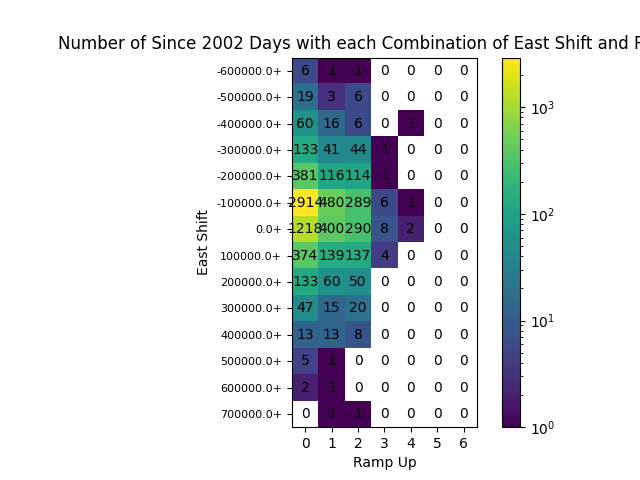 Number of Since 2002 Days with each Combination of East Shift and
East Shift
-600000.0+ 6 1 1 0 0 0 0
-500000.0+ 19 3 6 0 0 0 0
-400000.0+ 60 16 6 0 1 0 0
-300000.0+ 133 41 44 1 0 0 0
-200000.0+ 381 116 114 1 0 0 0
-100000.0+ 2914 480 289 6 1 0 0
0.0+ 1218 400 290 8 2 0 0
100000.0+ 374 139 137 4 0 0 0
200000.0+ 133 60 50 0 0 0 0
300000.0+ 47 15 20 0 0 0 0
400000.0+ 13 13 8 0 0 0 0
500000.0+ 5 1 0 0 0 0 0
600000.0+ 2 1 0 0 0 0 0
700000.0+ 0 1 1 0 0 0 0
0 1 2 3 4 5 6
Ramp Up
10³
10²
10¹
10⁰